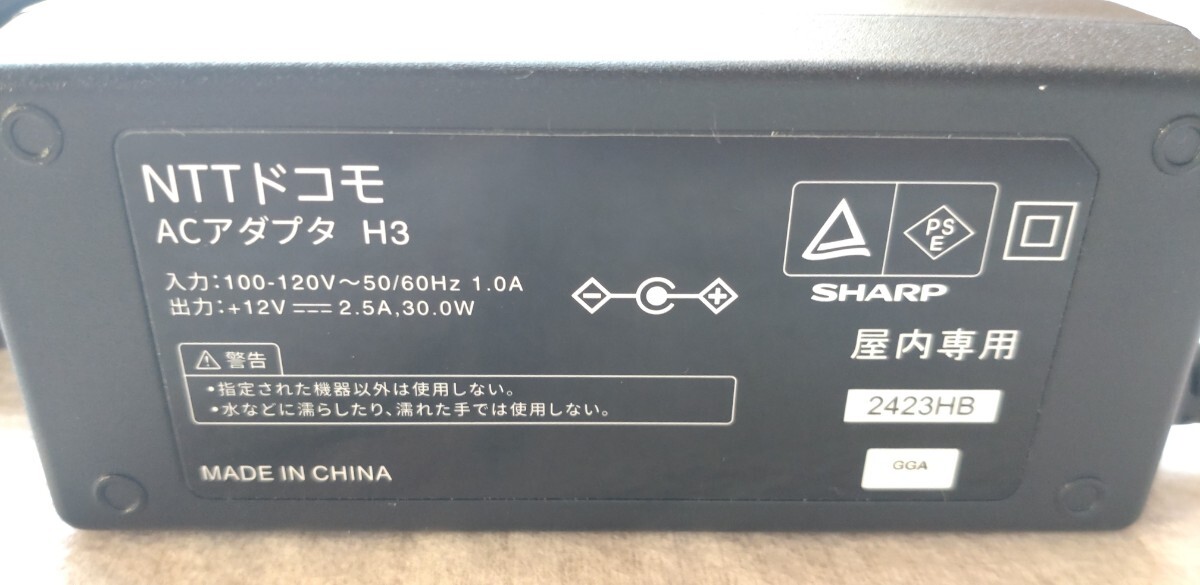 NTTドコモ
ACアダプタ H3
入力:100-120V～50/60Hz 1.0A
出力:+12V⎓2.5A,30.0W
PS
E
SHARP
屋内専用
⚠警告
•指定された機器以外は使用しない。
•水などに濡らしたり、濡れた手では使用しない。
2423HB
GGA
MADE IN CHINA